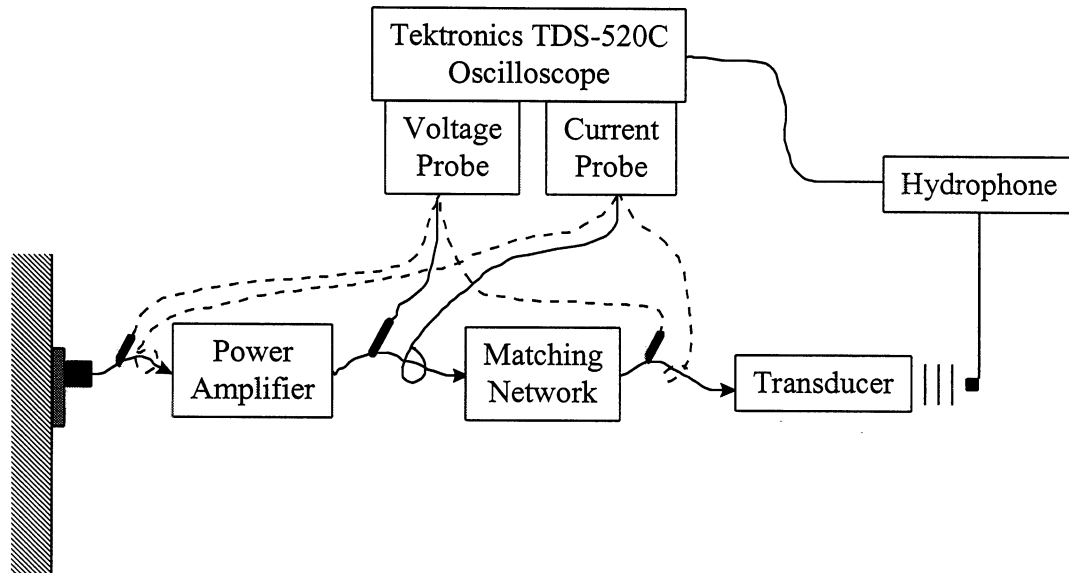 Tektronics TDS-520C
Oscilloscope
Voltage
Probe
Current
Probe
Hydrophone
Power
Amplifier
Matching
Network
Transducer